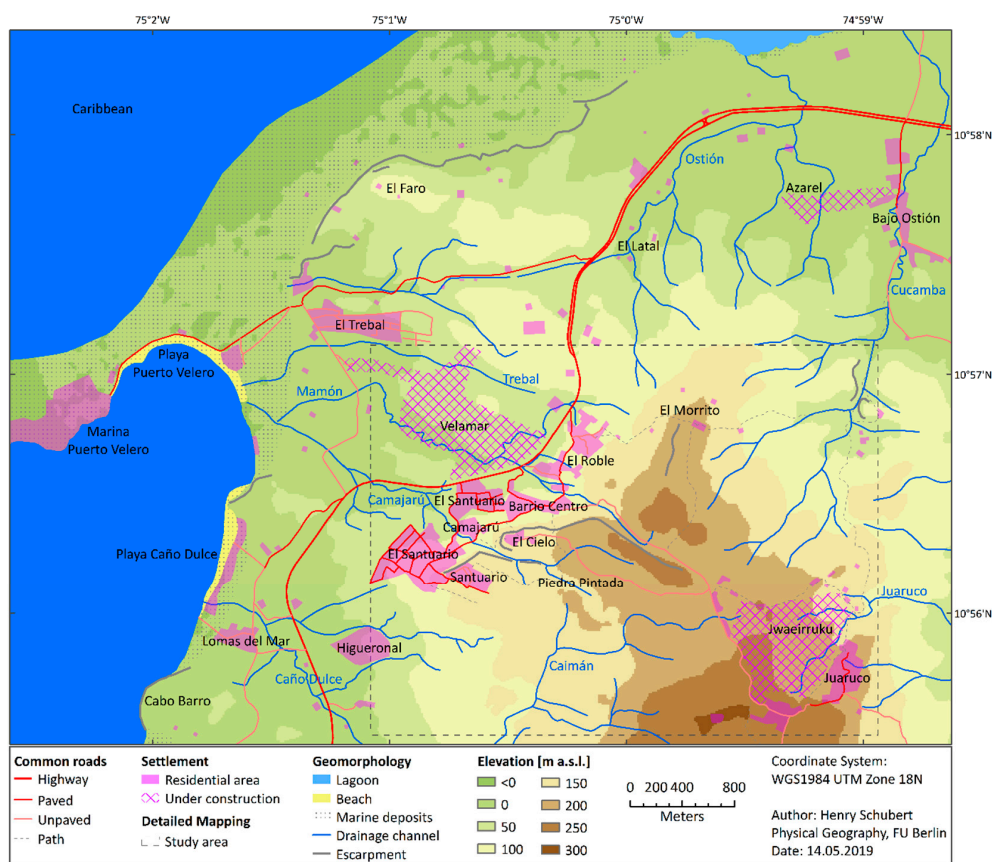 75°2'W 75°1'W 75°0'W 74°59'W
Caribbean
10°58'N
Ostión
El Faro
Azarel
Bajo Ostión
El Latal
Cucamba
El Trebal
Playa
Puerto Velero
10°57'N
Mamón
Trebal
El Morrito
Velamar
Marina
Puerto Velero
El Roble
Camajarú
El Santuario
Barrio Centro
Camajarú
El Cielo
Playa Caño Dulce
El Santuario
Santuario
Piedra Pintada
Juaruco
10°56'N
Lomas del Mar
Jwaeirruku
Higueronal
Caimán
Caño Dulce
Juaruco
Cabo Barro
Common roads
Highway
Paved
Unpaved
Path
Settlement
Residential area
Under construction
Detailed Mapping
Study area
Geomorphology
Lagoon
Beach
Marine deposits
Drainage channel
Escarpment
Elevation [m a.s.l.]
<0
0
50
100
150
200
250
300
0 200 400 800
Meters
Coordinate System:
WGS1984 UTM Zone 18N
Author: Henry Schubert
Physical Geography, FU Berlin
Date: 14.05.2019